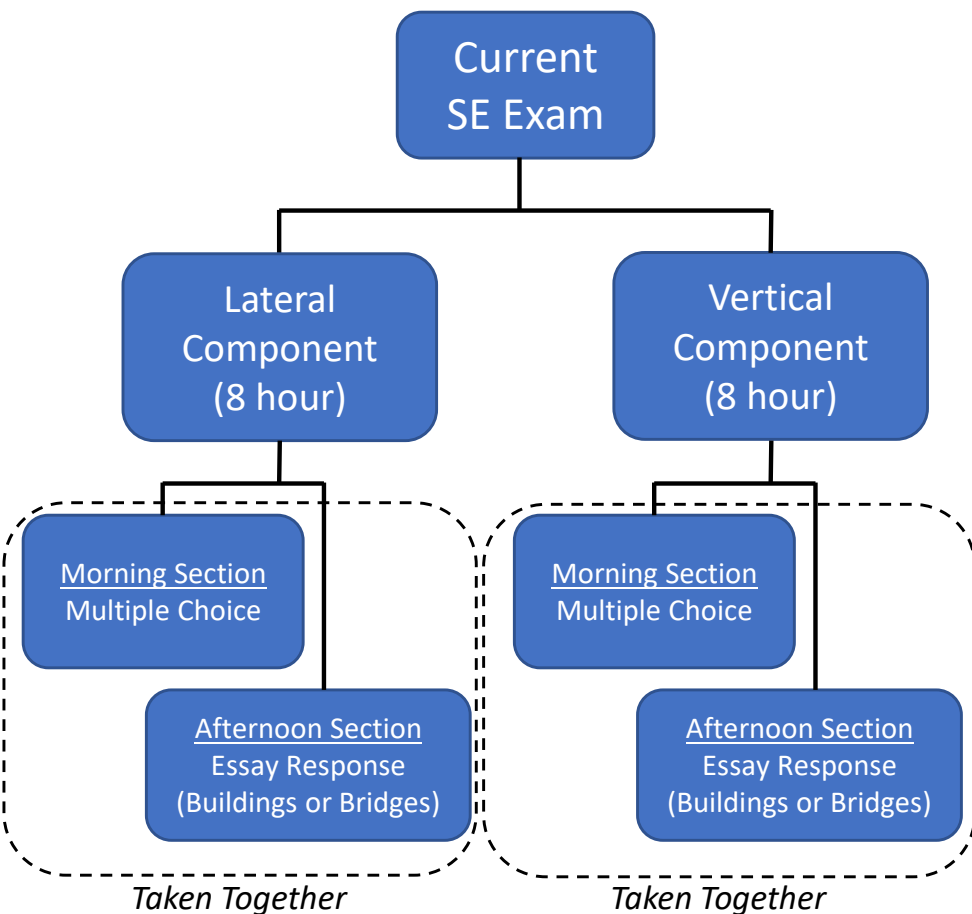 Current
SE Exam
Lateral
Component
(8 hour)
Vertical
Component
(8 hour)
Morning Section
Multiple Choice
Afternoon Section
Essay Response
(Buildings or Bridges)
Taken Together
Morning Section
Multiple Choice
Afternoon Section
Essay Response
(Buildings or Bridges)
Taken Together